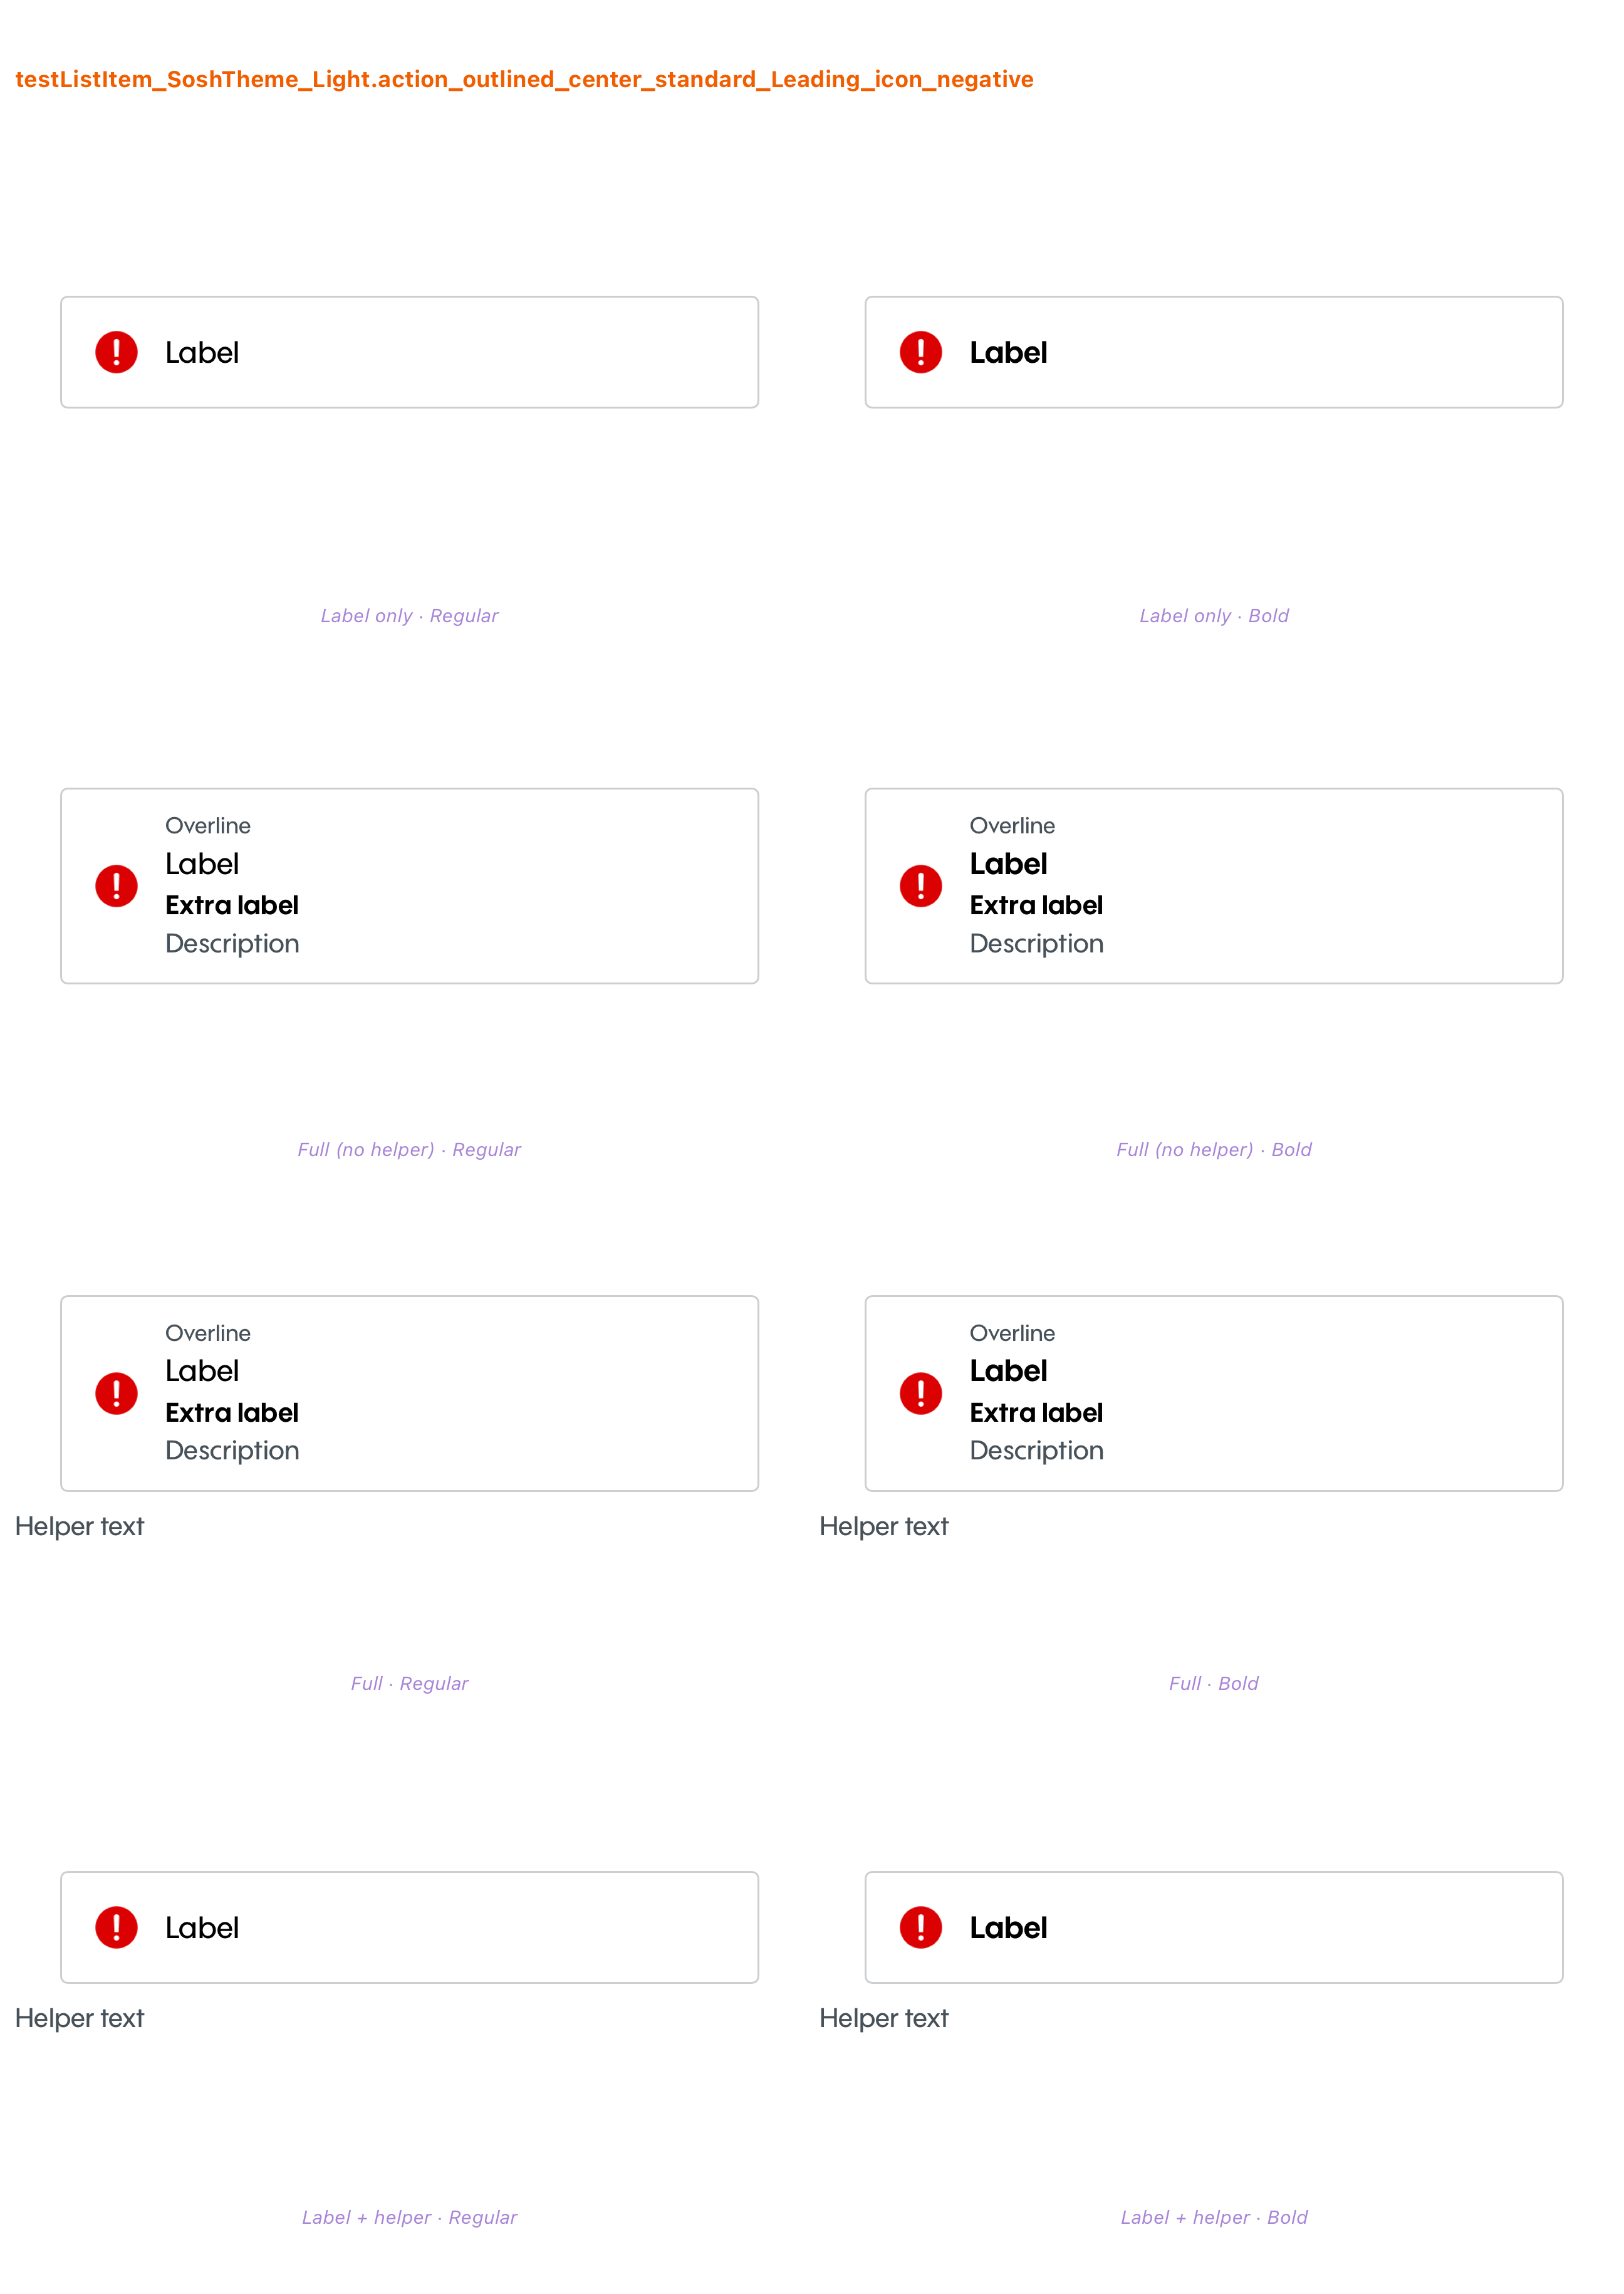 testListItem_SoshTheme_Light.action_outlined_center_standard_Leading_icon_negative
Label
Label
Label only · Regular
Label only · Bold
Overline
Label
Extra label
Description
Overline
Label
Extra label
Description
Full (no helper) · Regular
Full (no helper) · Bold
Overline
Label
Extra label
Description
Helper text
Overline
Label
Extra label
Description
Helper text
Full · Regular
Full · Bold
Label
Helper text
Label
Helper text
Label + helper · Regular
Label + helper · Bold